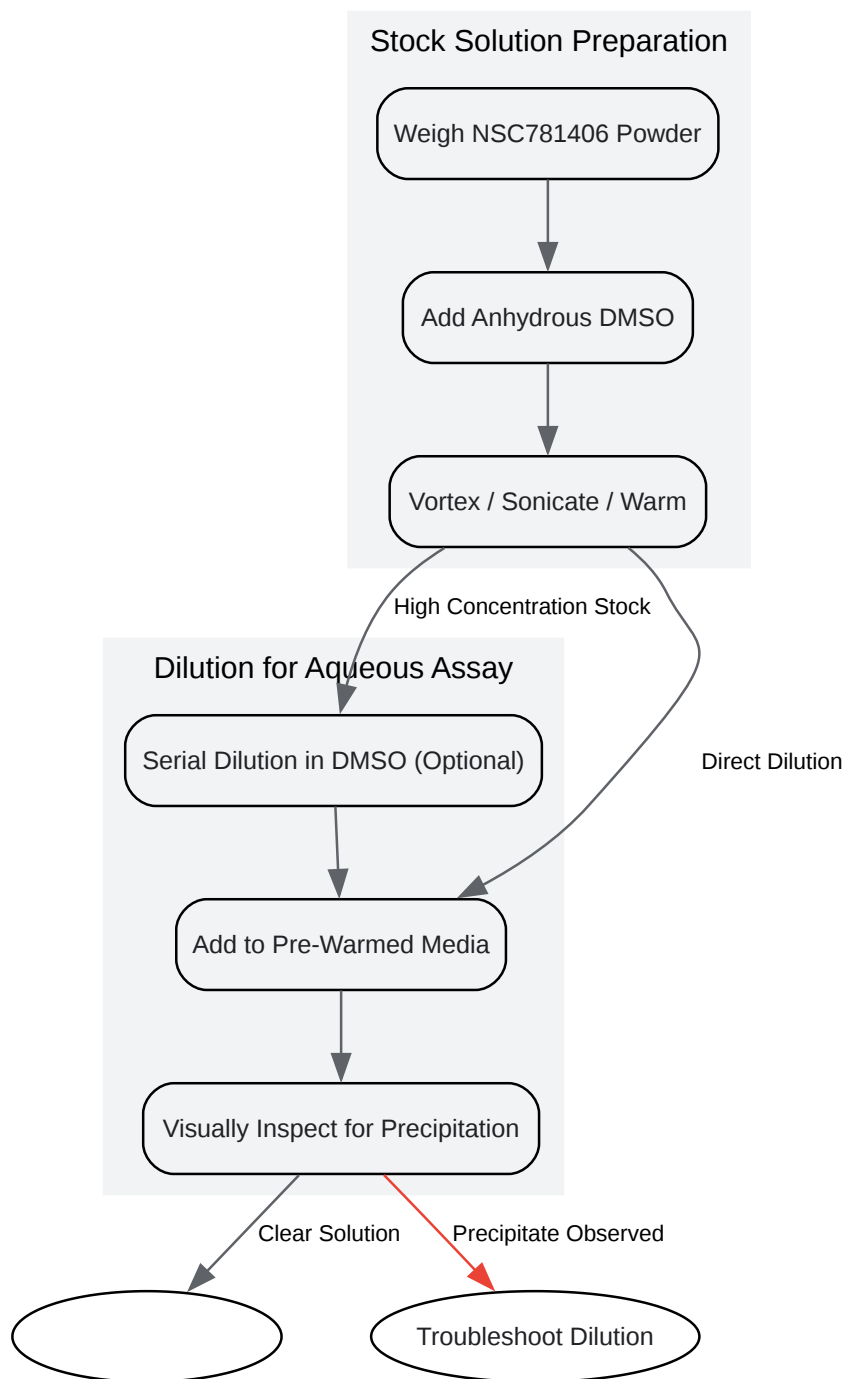 Stock Solution Preparation
Weigh NSC781406 Powder
Add Anhydrous DMSO
Vortex / Sonicate / Warm
High Concentration Stock
Dilution for Aqueous Assay
Serial Dilution in DMSO (Optional)
Direct Dilution
Add to Pre-Warmed Media
Visually Inspect for Precipitation
Clear Solution
Precipitate Observed
Troubleshoot Dilution